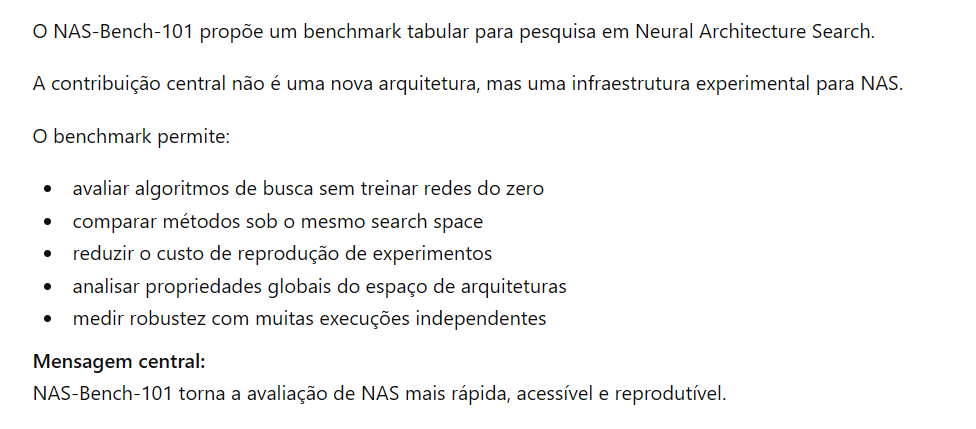 O NAS-Bench-101 propõe um benchmark tabular para pesquisa em Neural Architecture Search.
A contribuição central não é uma nova arquitetura, mas uma infraestrutura experimental para NAS.
O benchmark permite:
• avaliar algoritmos de busca sem treinar redes do zero
• comparar métodos sob o mesmo search space
• reduzir o custo de reprodução de experimentos
• analisar propriedades globais do espaço de arquiteturas
• medir robustez com muitas execuções independentes
Mensagem central:
NAS-Bench-101 torna a avaliação de NAS mais rápida, acessível e reprodutível.